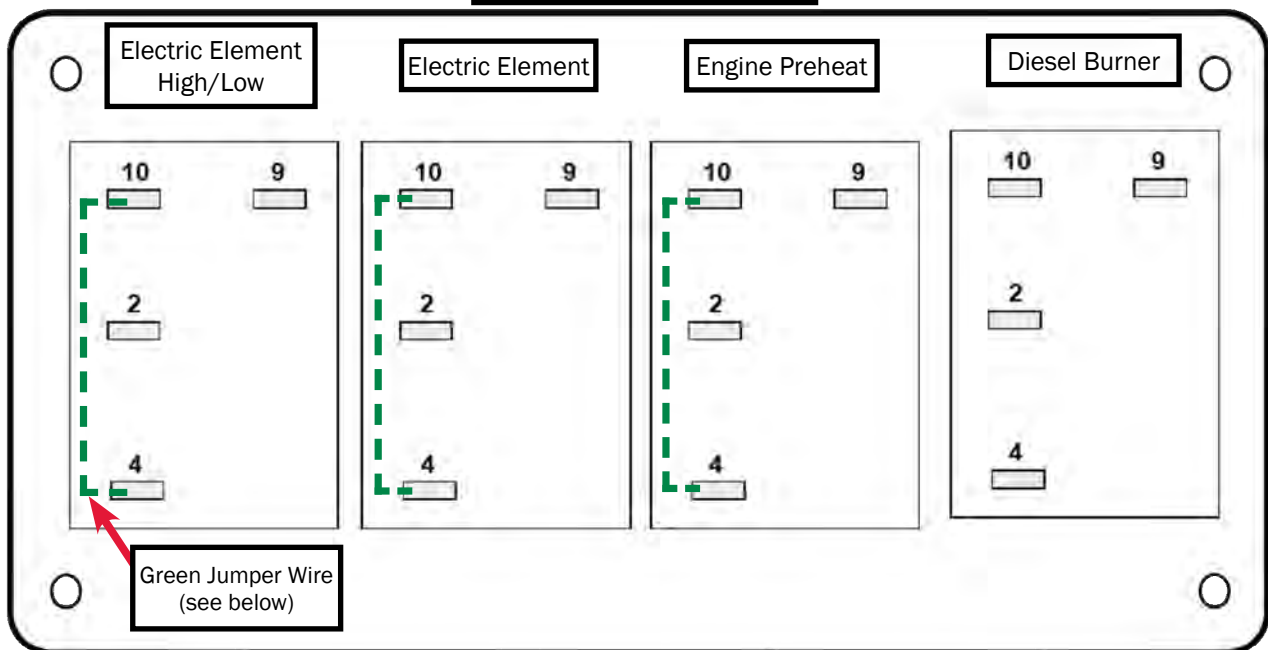 Electric Element
High/Low
Electric Element
Engine Preheat
Diesel Burner
10 9
2
4
10 9
2
4
10 9
2
4
10 9
2
4
Green Jumper Wire
(see below)